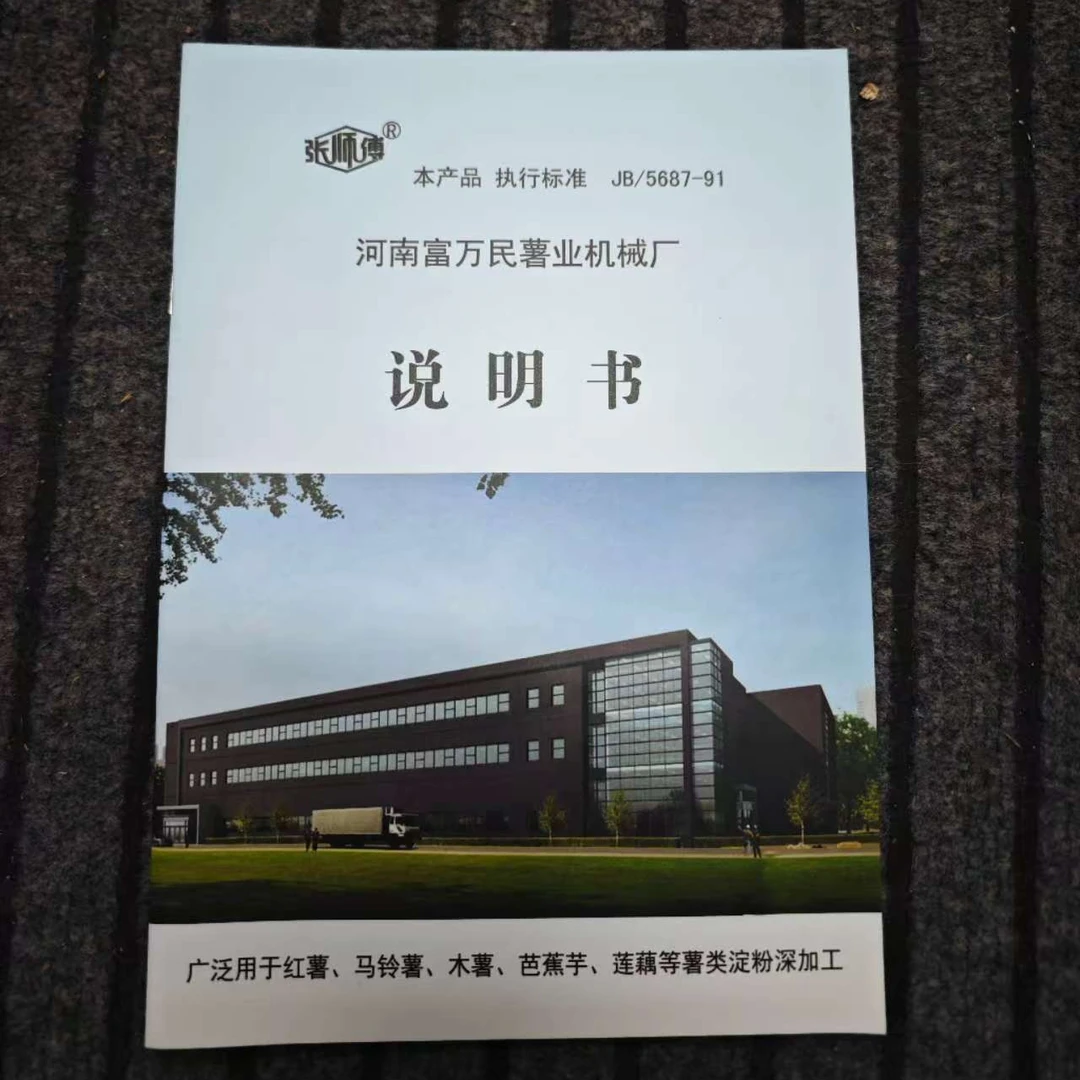 张师傅®
本产品 执行标准 JB/5687-91
河南富万民薯业机械厂
说明书
广泛用于红薯、马铃薯、木薯、芭蕉芋、莲藕等薯类淀粉深加工